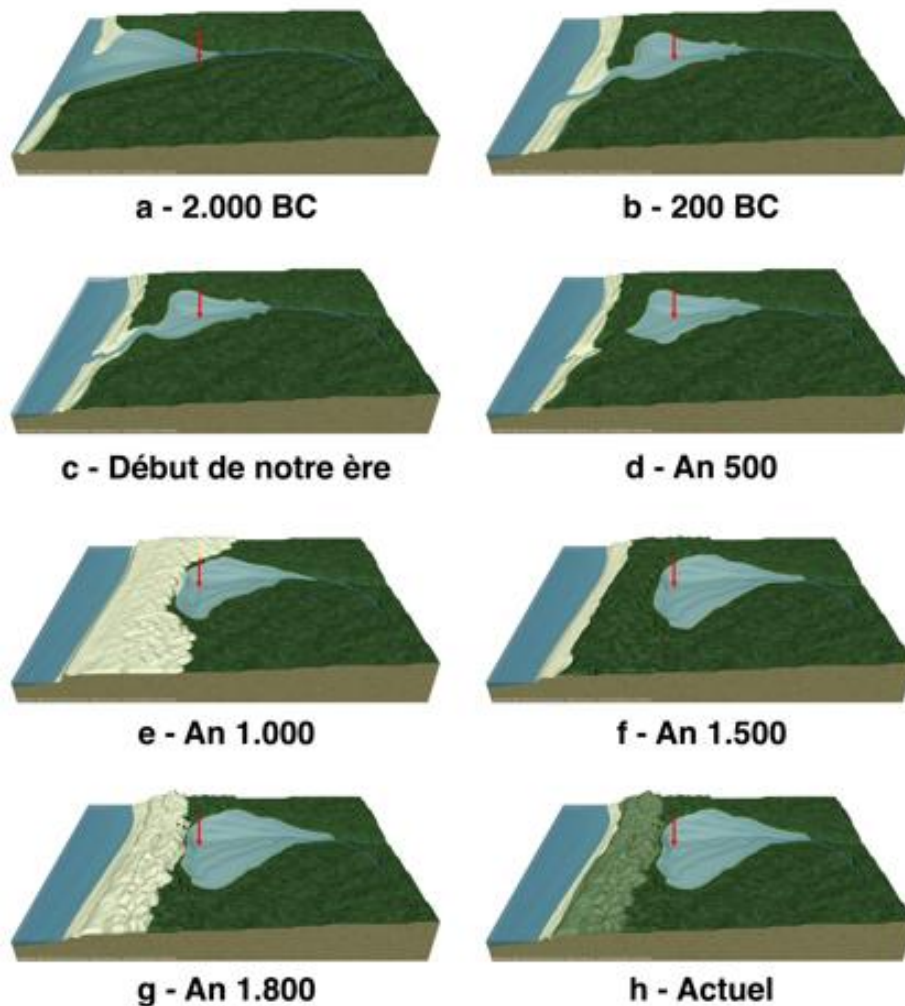 a - 2.000 BC
b - 200 BC
c - Début de notre ère
d - An 500
e - An 1.000
f - An 1.500
g - An 1.800
h - Actuel